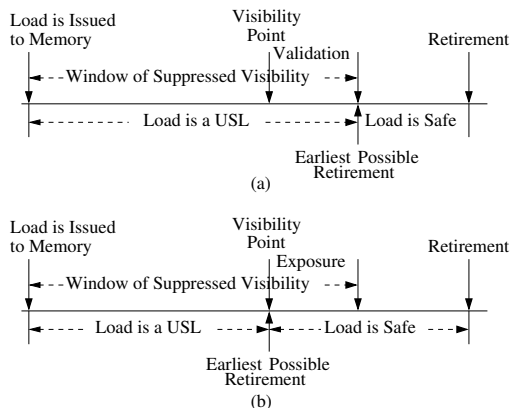 Load is Issued
to Memory
Visibility
Point
Validation
Retirement
Window of Suppressed Visibility
Load is a USL
Load is Safe
Earliest Possible
Retirement
(a)
Load is Issued
to Memory
Visibility
Point
Exposure
Retirement
Window of Suppressed Visibility
Load is a USL
Load is Safe
Earliest Possible
Retirement
(b)